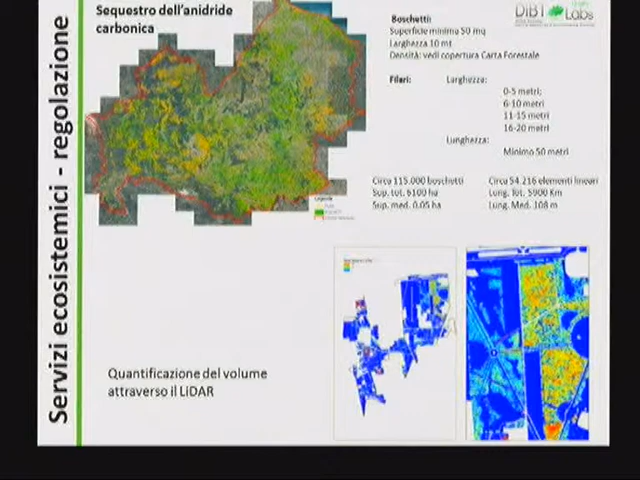 Servizi ecosistemici - regolazione
Sequestro dell'anidride
carbonica
Boschetti:
Superficie minimo 50 mq
Larghezza 10 mt
Densità: vedi copertura Carta Forestale
Filari:
Larghezza:
0-5 metri;
6-10 metri
11-15 metri
16-20 metri
Lunghezza:
Minimo 50 metri
Circa 115.000 boschetti
Sup. tot. 6100 ha
Sup. med. 0.05 ha
Circa 54.216 elementi lineari
Lung. Tot. 5900 Km
Lung. Med. 108 m
DiBT
Labs
Quantificazione del volume
attraverso il LiDAR